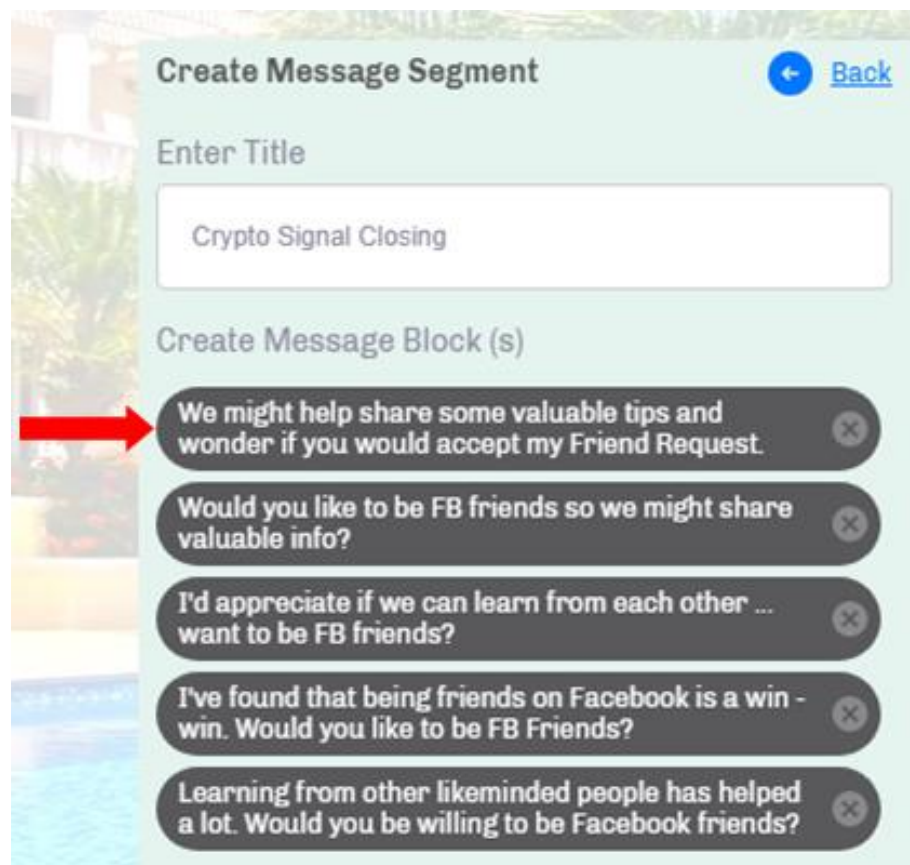 Create Message Segment
Back
Enter Title
Crypto Signal Closing
Create Message Block (s)
We might help share some valuable tips and
wonder if you would accept my Friend Request.
Would you like to be FB friends so we might share
valuable info?
I'd appreciate if we can learn from each other ...
want to be FB friends?
I've found that being friends on Facebook is a win -
win. Would you like to be FB Friends?
Learning from other likeminded people has helped
a lot. Would you be willing to be Facebook friends?